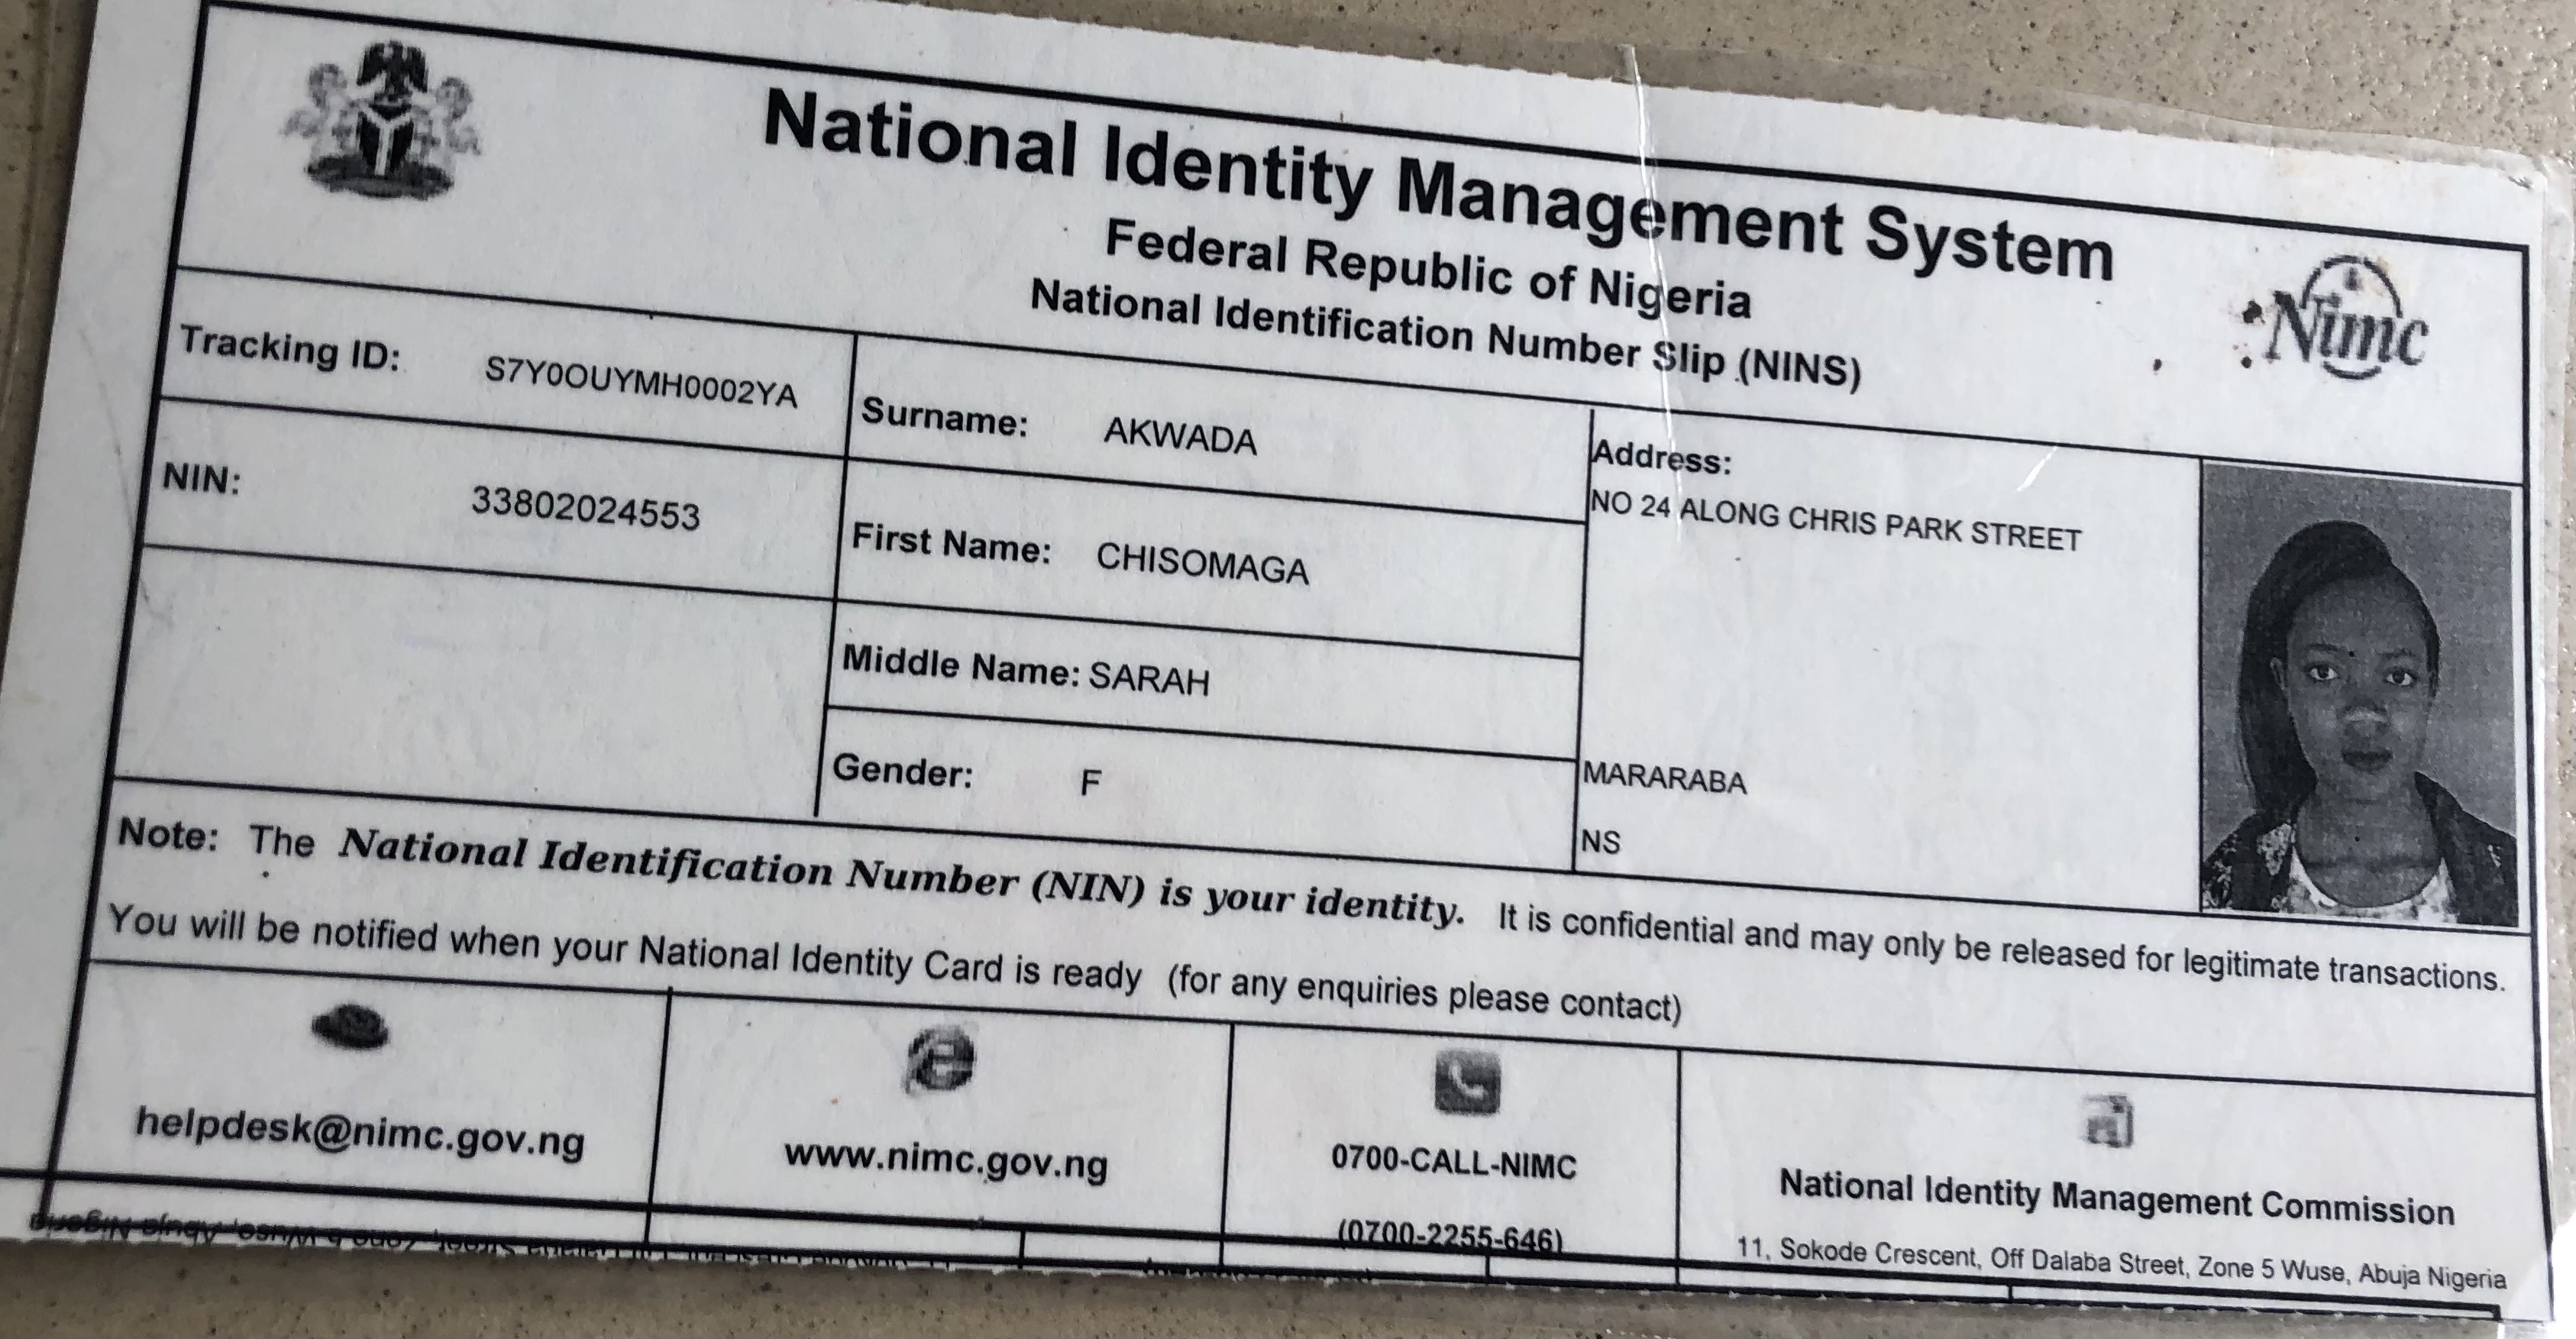 National Identity Management System
Federal Republic of Nigeria
National Identification Number Slip (NINS)
Nimc
Tracking ID: S7Y0OUYMH0002YA
Surname: AKWADA
Address:
NO 24 ALONG CHRIS PARK STREET
NIN: 33802024553
First Name: CHISOMAGA
Middle Name: SARAH
Gender: F
MARARABA
NS
Note: The National Identification Number (NIN) is your identity. It is confidential and may only be released for legitimate transactions.
You will be notified when your National Identity Card is ready (for any enquiries please contact)
helpdesk@nimc.gov.ng
www.nimc.gov.ng
0700-CALL-NIMC
(0700-2255-646)
National Identity Management Commission
11, Sokode Crescent, Off Dalaba Street, Zone 5 Wuse, Abuja Nigeria